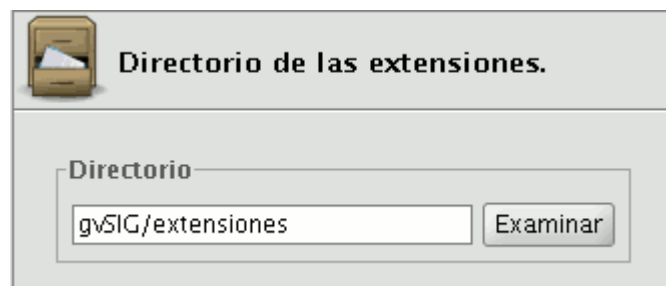 Directorio de las extensiones.
Directorio
gvSIG/extensiones
Examinar